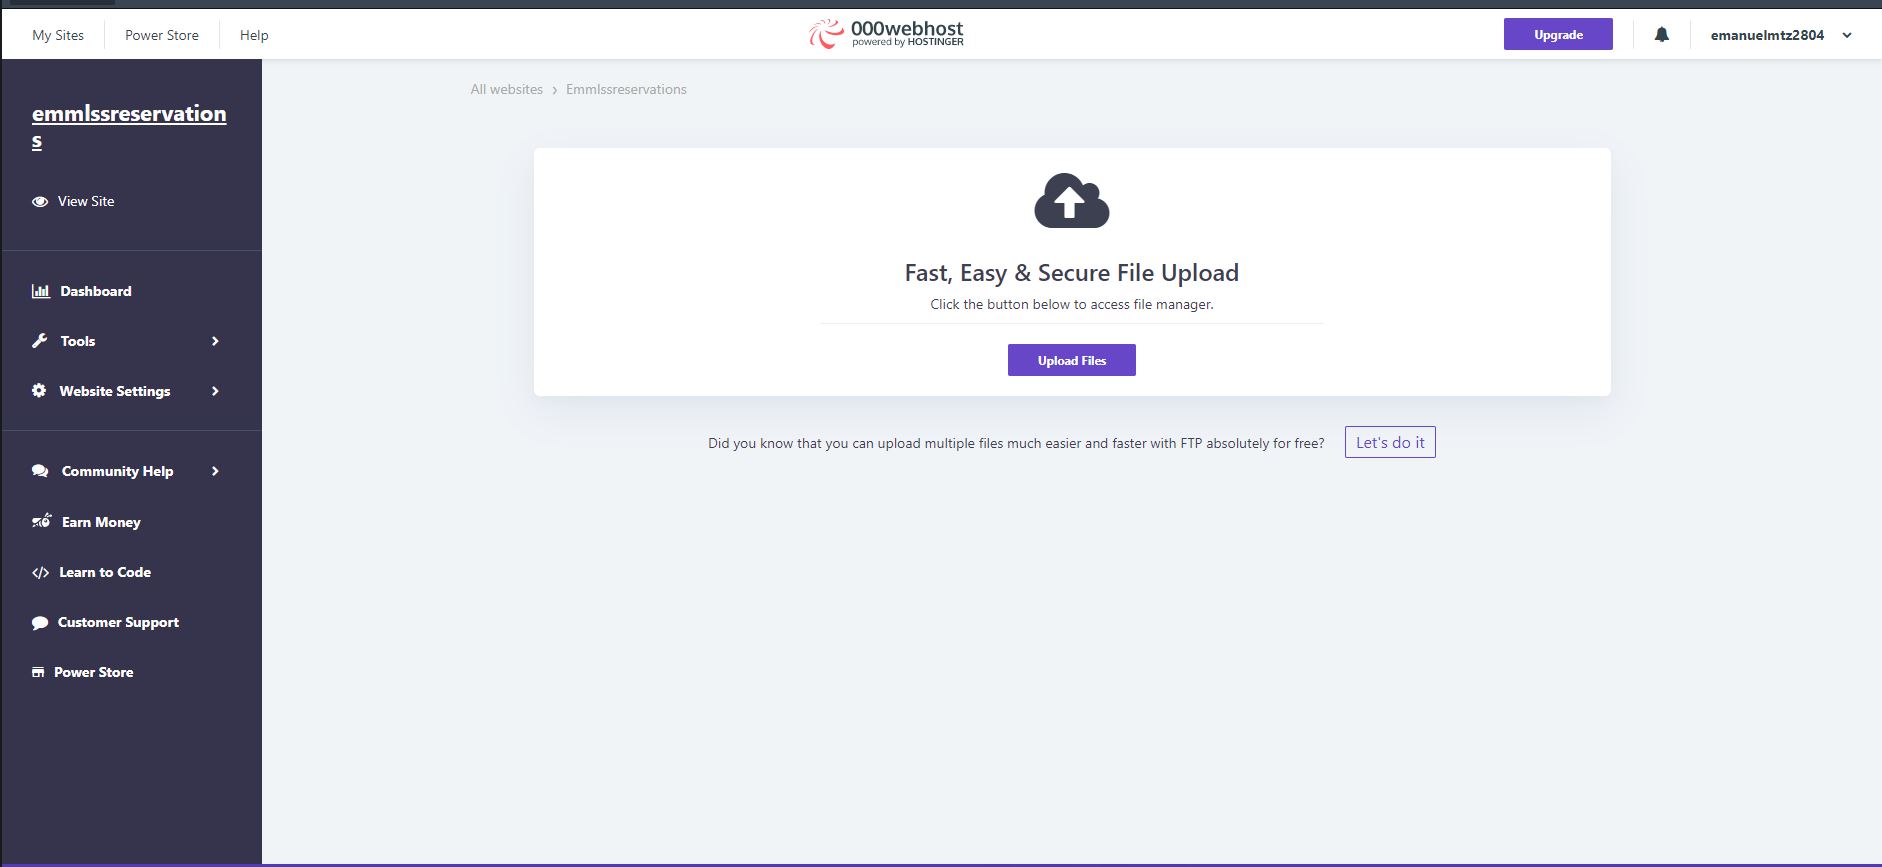 My Sites
Power Store
Help
000webhost
powered by HOSTINGER
Upgrade
emanuelmtz2804
emmlssreservation
s
View Site
Dashboard
Tools
Website Settings
Community Help
Earn Money
Learn to Code
Customer Support
Power Store
All websites › Emmlssreservations
Fast, Easy & Secure File Upload
Click the button below to access file manager.
Upload Files
Did you know that you can upload multiple files much easier and faster with FTP absolutely for free?
Let's do it